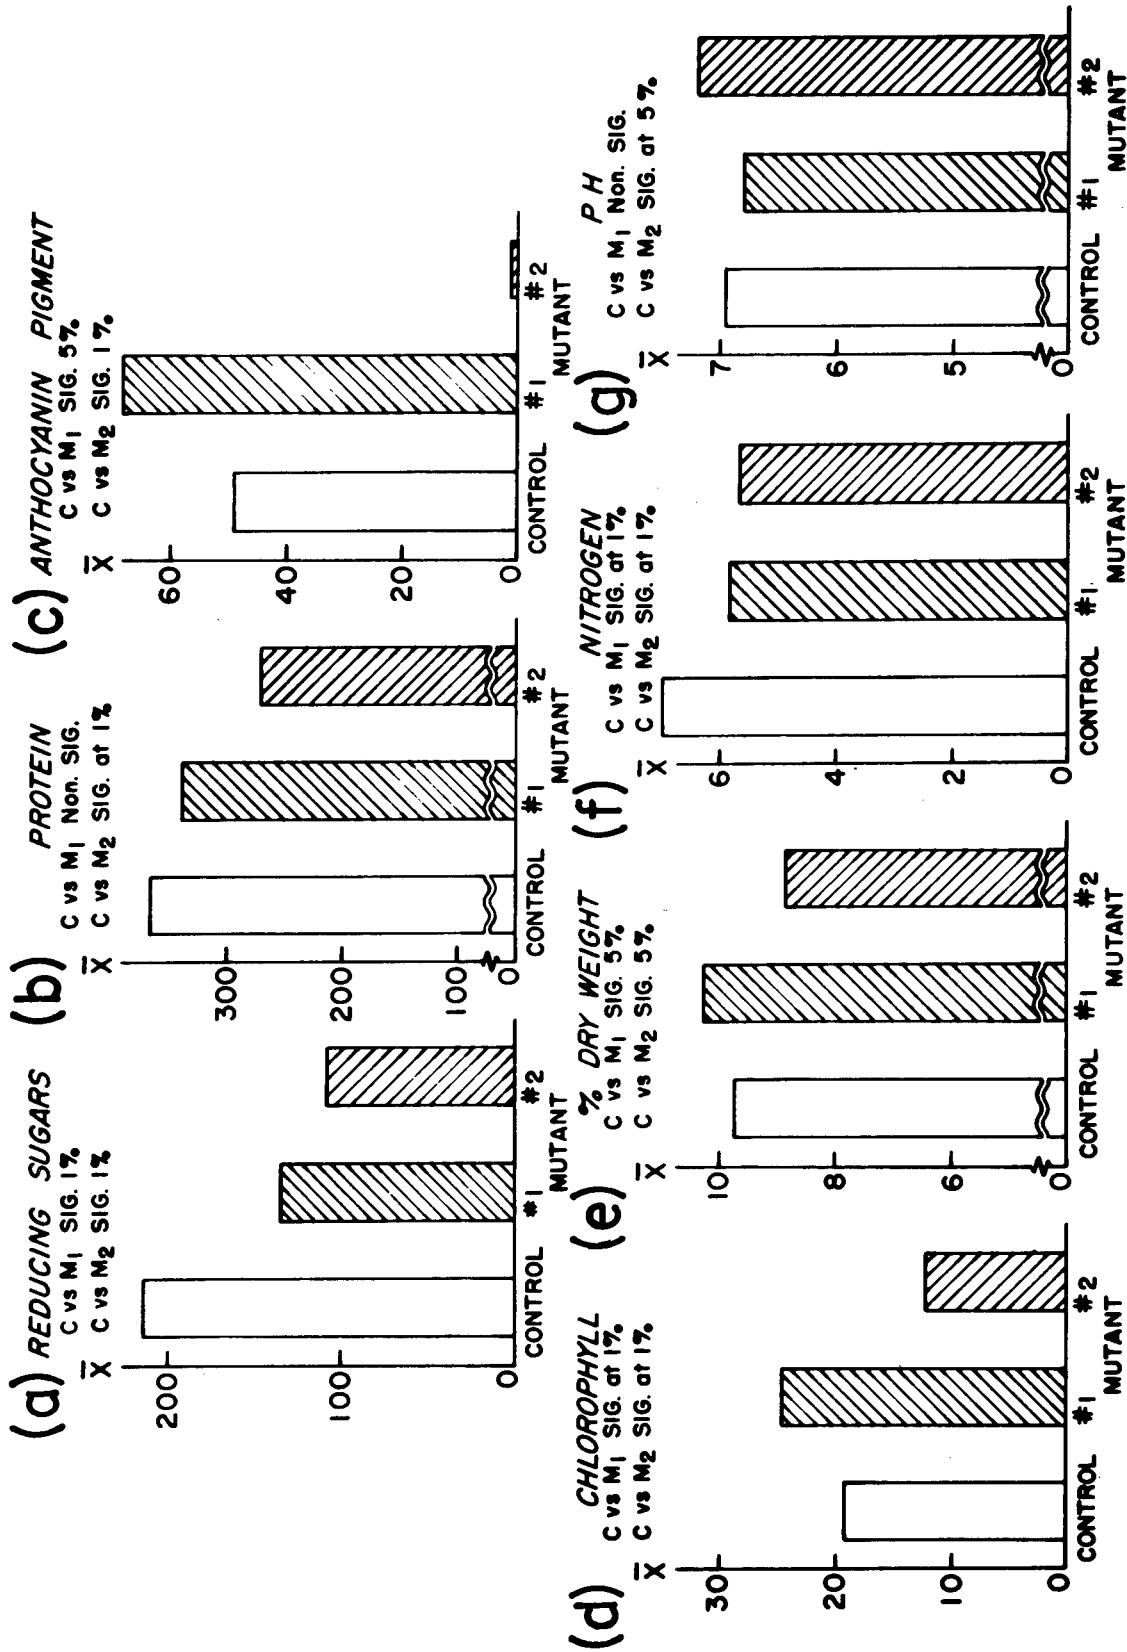 (a) REDUCING SUGARS
C vs M1 SIG. 1%
C vs M2 SIG. 1%
X̄
200
100
0
CONTROL
#1
#2
MUTANT
(b) PROTEIN
C vs M1 Non. SIG.
C vs M2 SIG. at 1%
X̄
300
200
100
0
CONTROL
#1
#2
MUTANT
(c) ANTHOCYANIN PIGMENT
C vs M1 SIG. 5%
C vs M2 SIG. 1%
X̄
60
40
20
0
CONTROL
#1
#2
MUTANT
(d) CHLOROPHYLL
C vs M1 SIG. at 1%
C vs M2 SIG. at 1%
X̄
30
20
10
0
CONTROL
#1
#2
MUTANT
(e) % DRY WEIGHT
C vs M1 SIG. 5%
C vs M2 SIG. 5%
X̄
10
8
6
0
CONTROL
#1
#2
MUTANT
(f) NITROGEN
C vs M1 SIG. at 1%
C vs M2 SIG. at 1%
X̄
6
4
2
0
CONTROL
#1
#2
MUTANT
(g) PH
C vs M1 Non. SIG.
C vs M2 SIG. at 5%
X̄
7
6
5
0
CONTROL
#1
#2
MUTANT